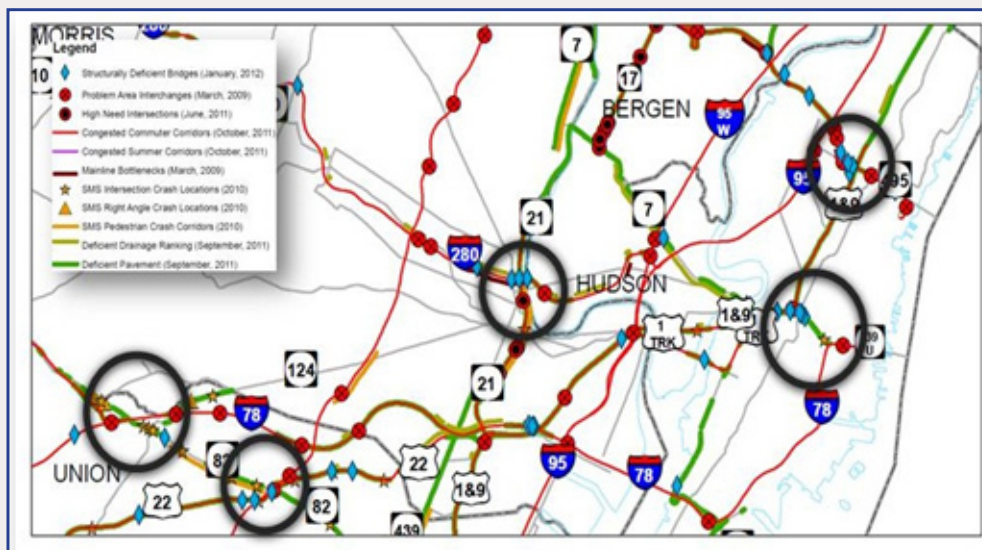 MORRIS
Legend
10
Structurally Deficient Bridges (January, 2012)
Problem Area Interchanges (March, 2009)
High Need Intersections (June, 2011)
Congested Commuter Corridors (October, 2011)
Congested Summer Corridors (October, 2011)
Mainline Bottlenecks (March, 2009)
SMS Intersection Crash Locations (2010)
SMS Right Angle Crash Locations (2010)
SMS Pedestrian Crash Corridors (2010)
Deficient Drainage Ranking (September, 2011)
Deficient Pavement (September, 2011)
7
17
BERGEN
95
W
95
495
1&9
21
7
280
HUDSON
1
TRK
1&9
124
21
78
78
82
UNION
22
22
82
1&9
95
78
439